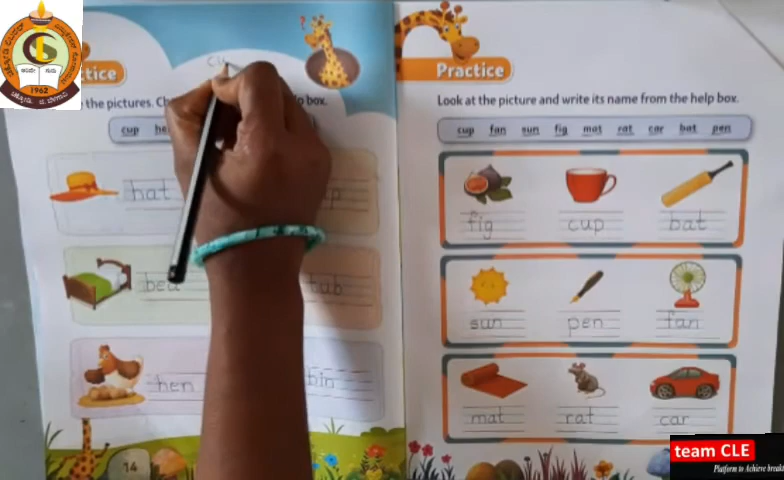 1962
tice
Practice
the pictures. Ch
box.
Look at the picture and write its name from the help box.
cup
cup fan sun fig mat rat car bat pen
hat
fig cup bat
bed
tub
sun pen fan
hen
bin
mat rat car
14
team CLE
Platform to Achieve break